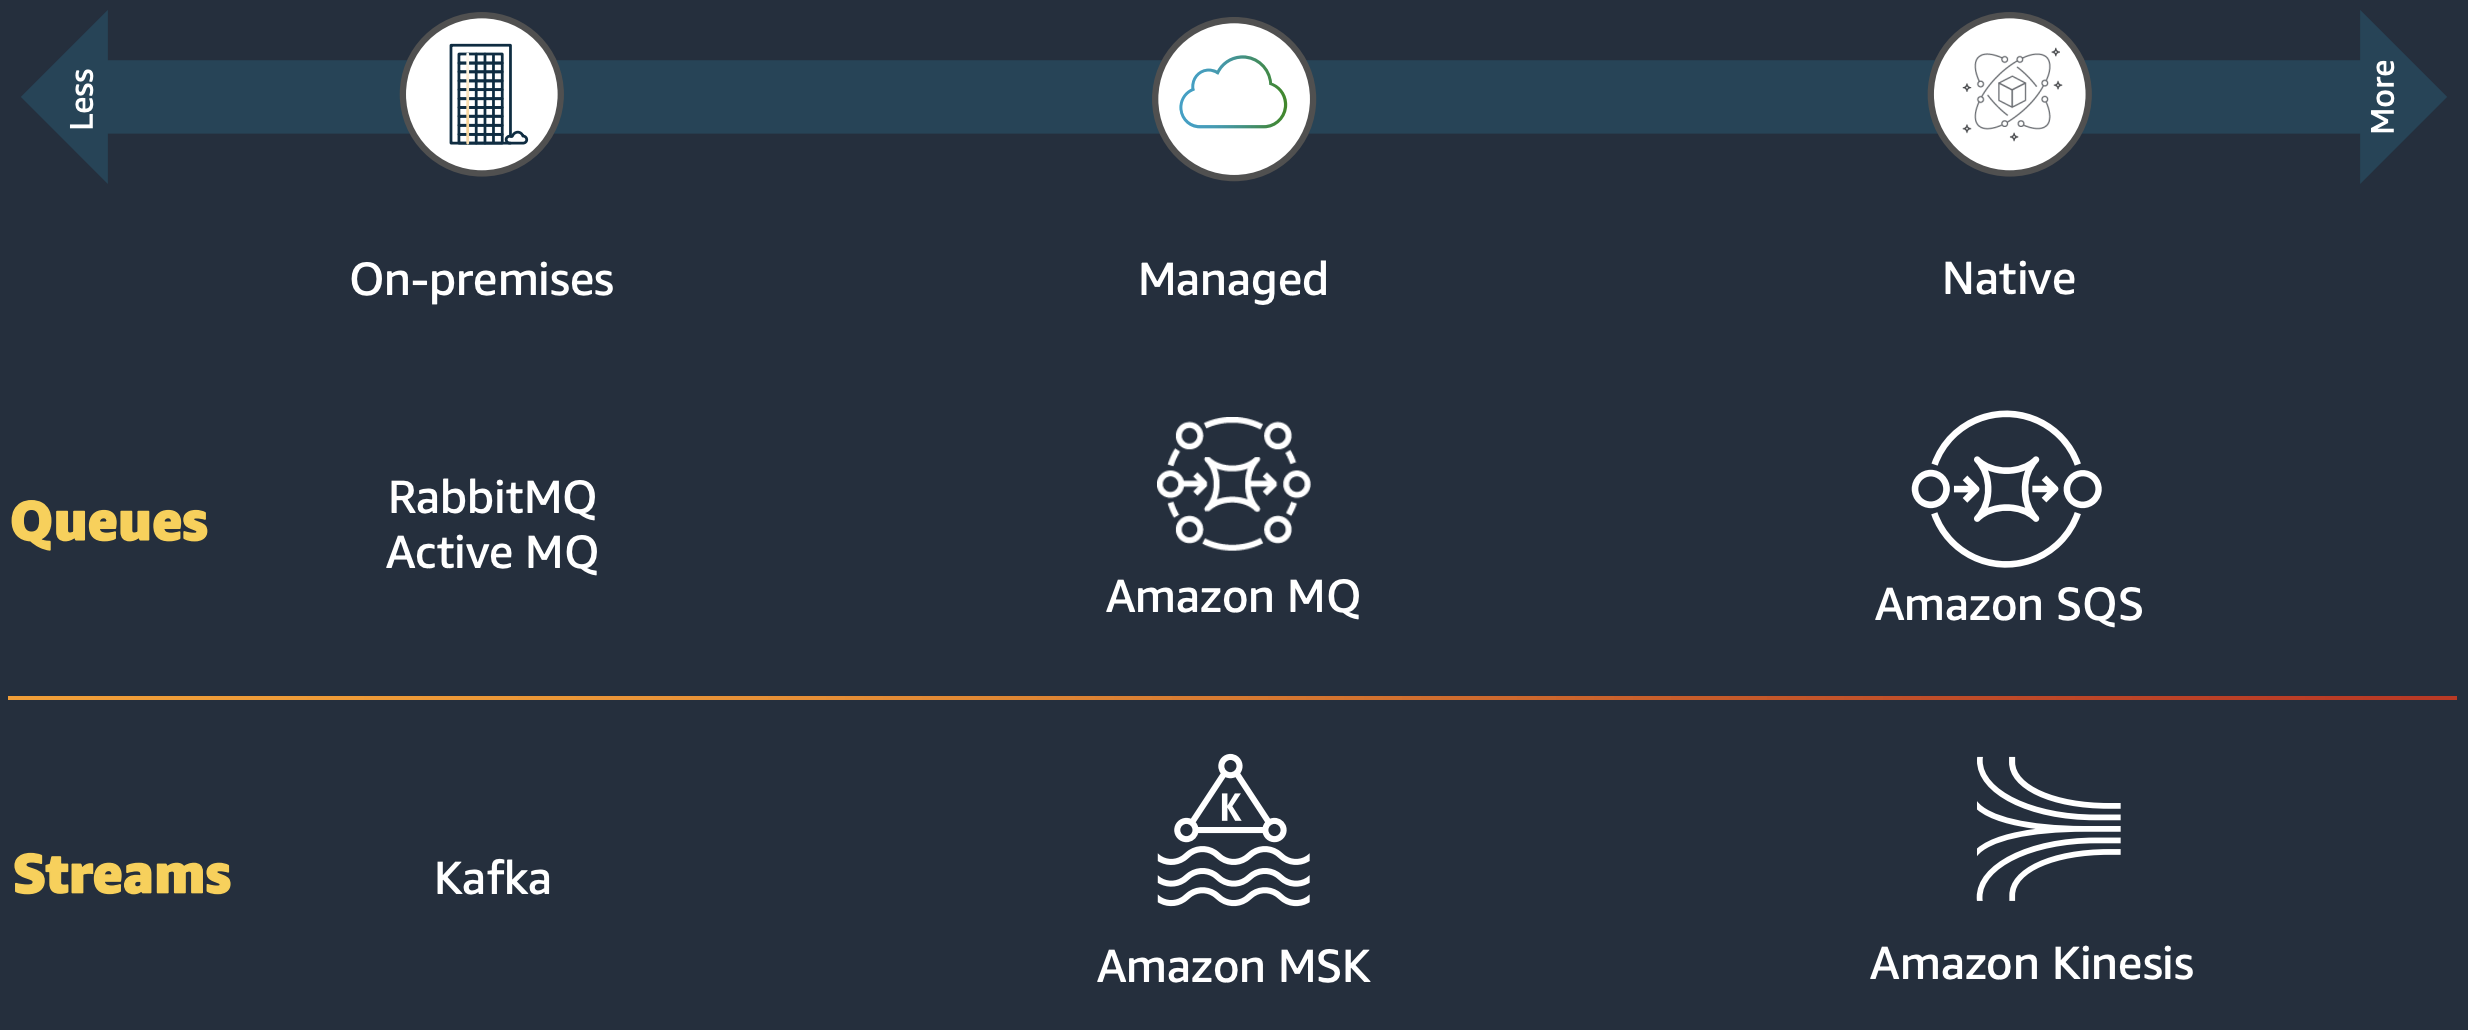 Less
More
On-premises
Managed
Native
Queues
RabbitMQ
Active MQ
Amazon MQ
Amazon SQS
Streams
Kafka
K
Amazon MSK
Amazon Kinesis